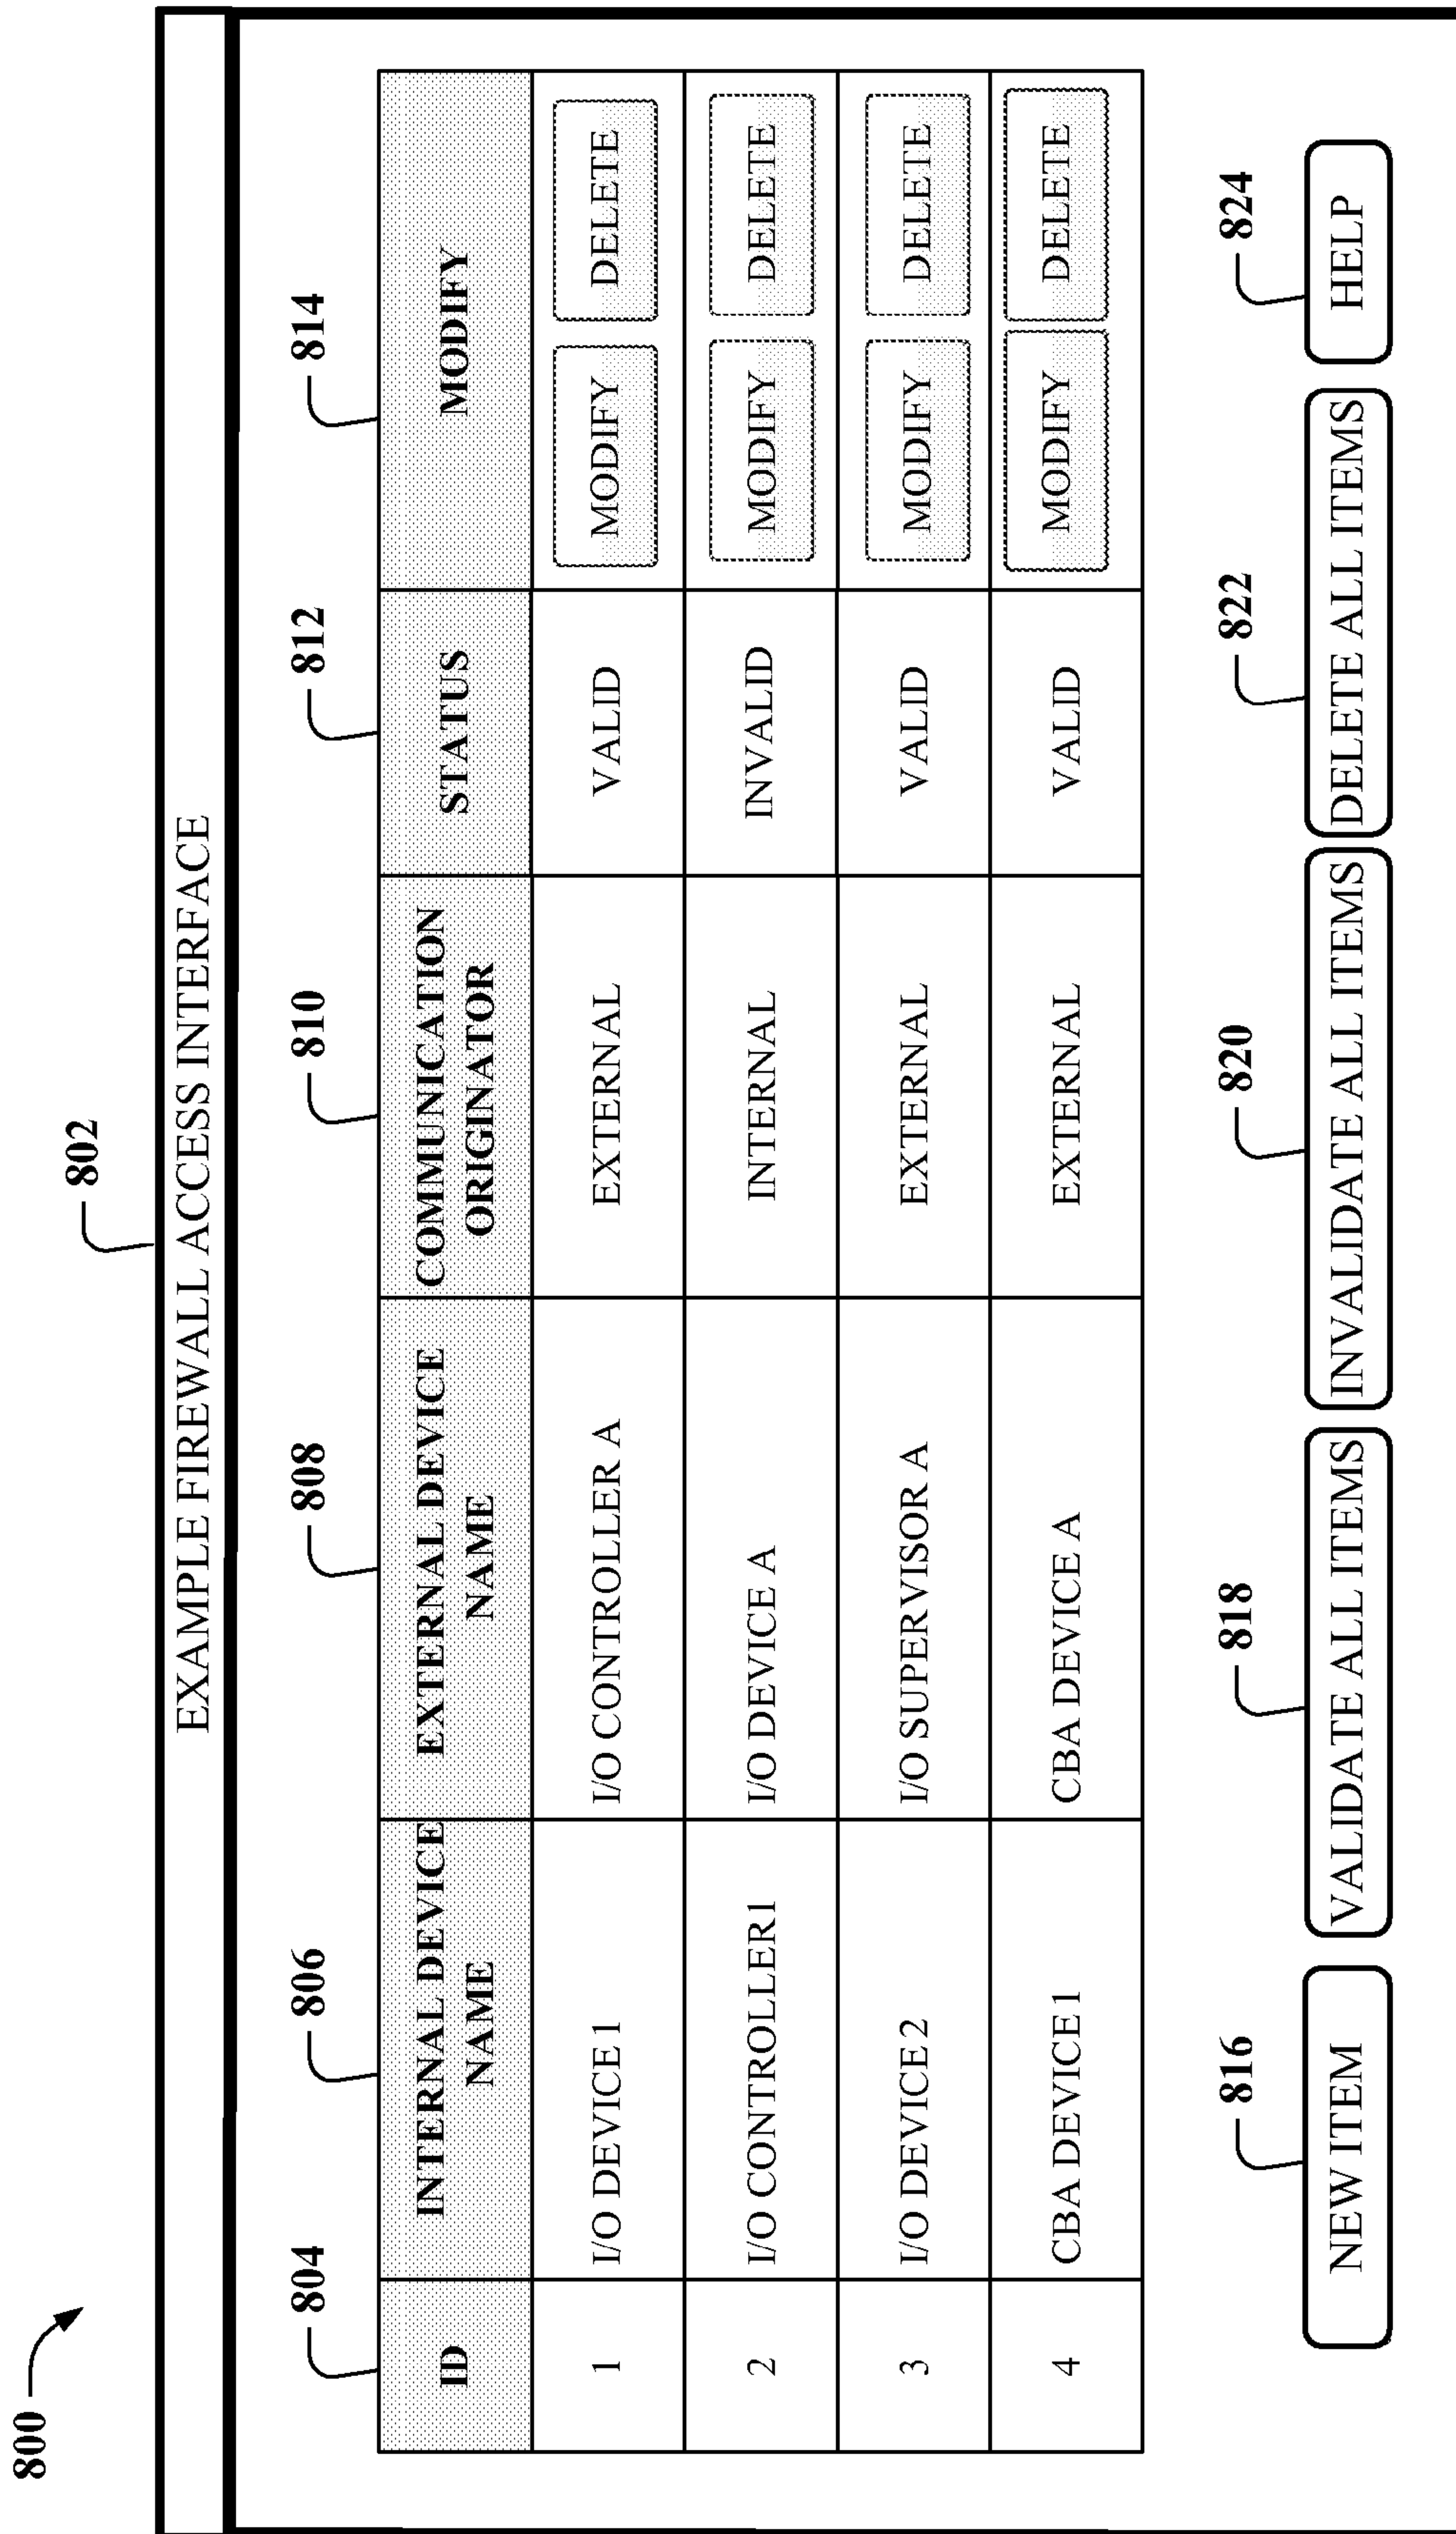 800
802
EXAMPLE FIREWALL ACCESS INTERFACE
804
806
808
810
812
814
ID
INTERNAL DEVICE
NAME
EXTERNAL DEVICE
NAME
COMMUNICATION
ORIGINATOR
STATUS
MODIFY
1
I/O DEVICE 1
I/O CONTROLLER A
EXTERNAL
VALID
MODIFY
DELETE
2
I/O CONTROLLER1
I/O DEVICE A
INTERNAL
INVALID
MODIFY
DELETE
3
I/O DEVICE 2
I/O SUPERVISOR A
EXTERNAL
VALID
MODIFY
DELETE
4
CBA DEVICE 1
CBA DEVICE A
EXTERNAL
VALID
MODIFY
DELETE
816
818
820
822
824
NEW ITEM
VALIDATE ALL ITEMS
INVALIDATE ALL ITEMS
DELETE ALL ITEMS
HELP